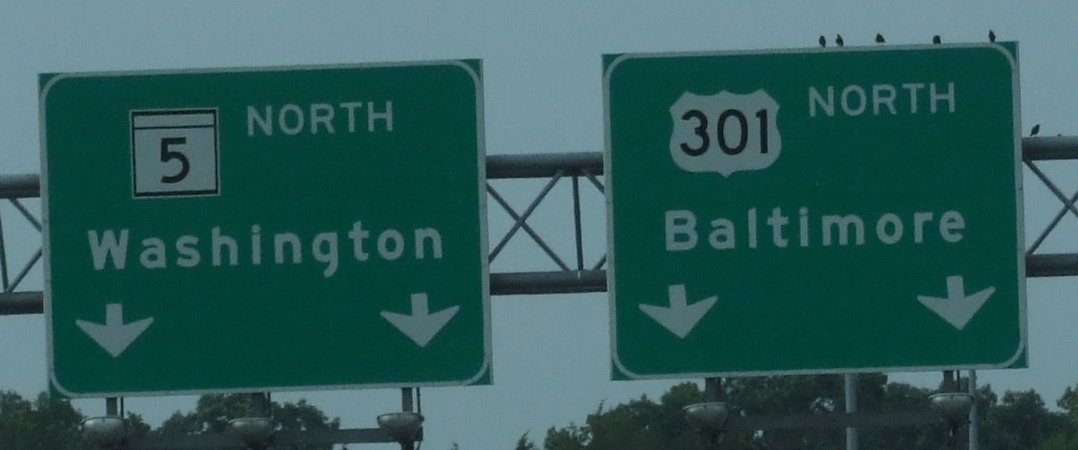 5 NORTH
Washington
301 NORTH
Baltimore